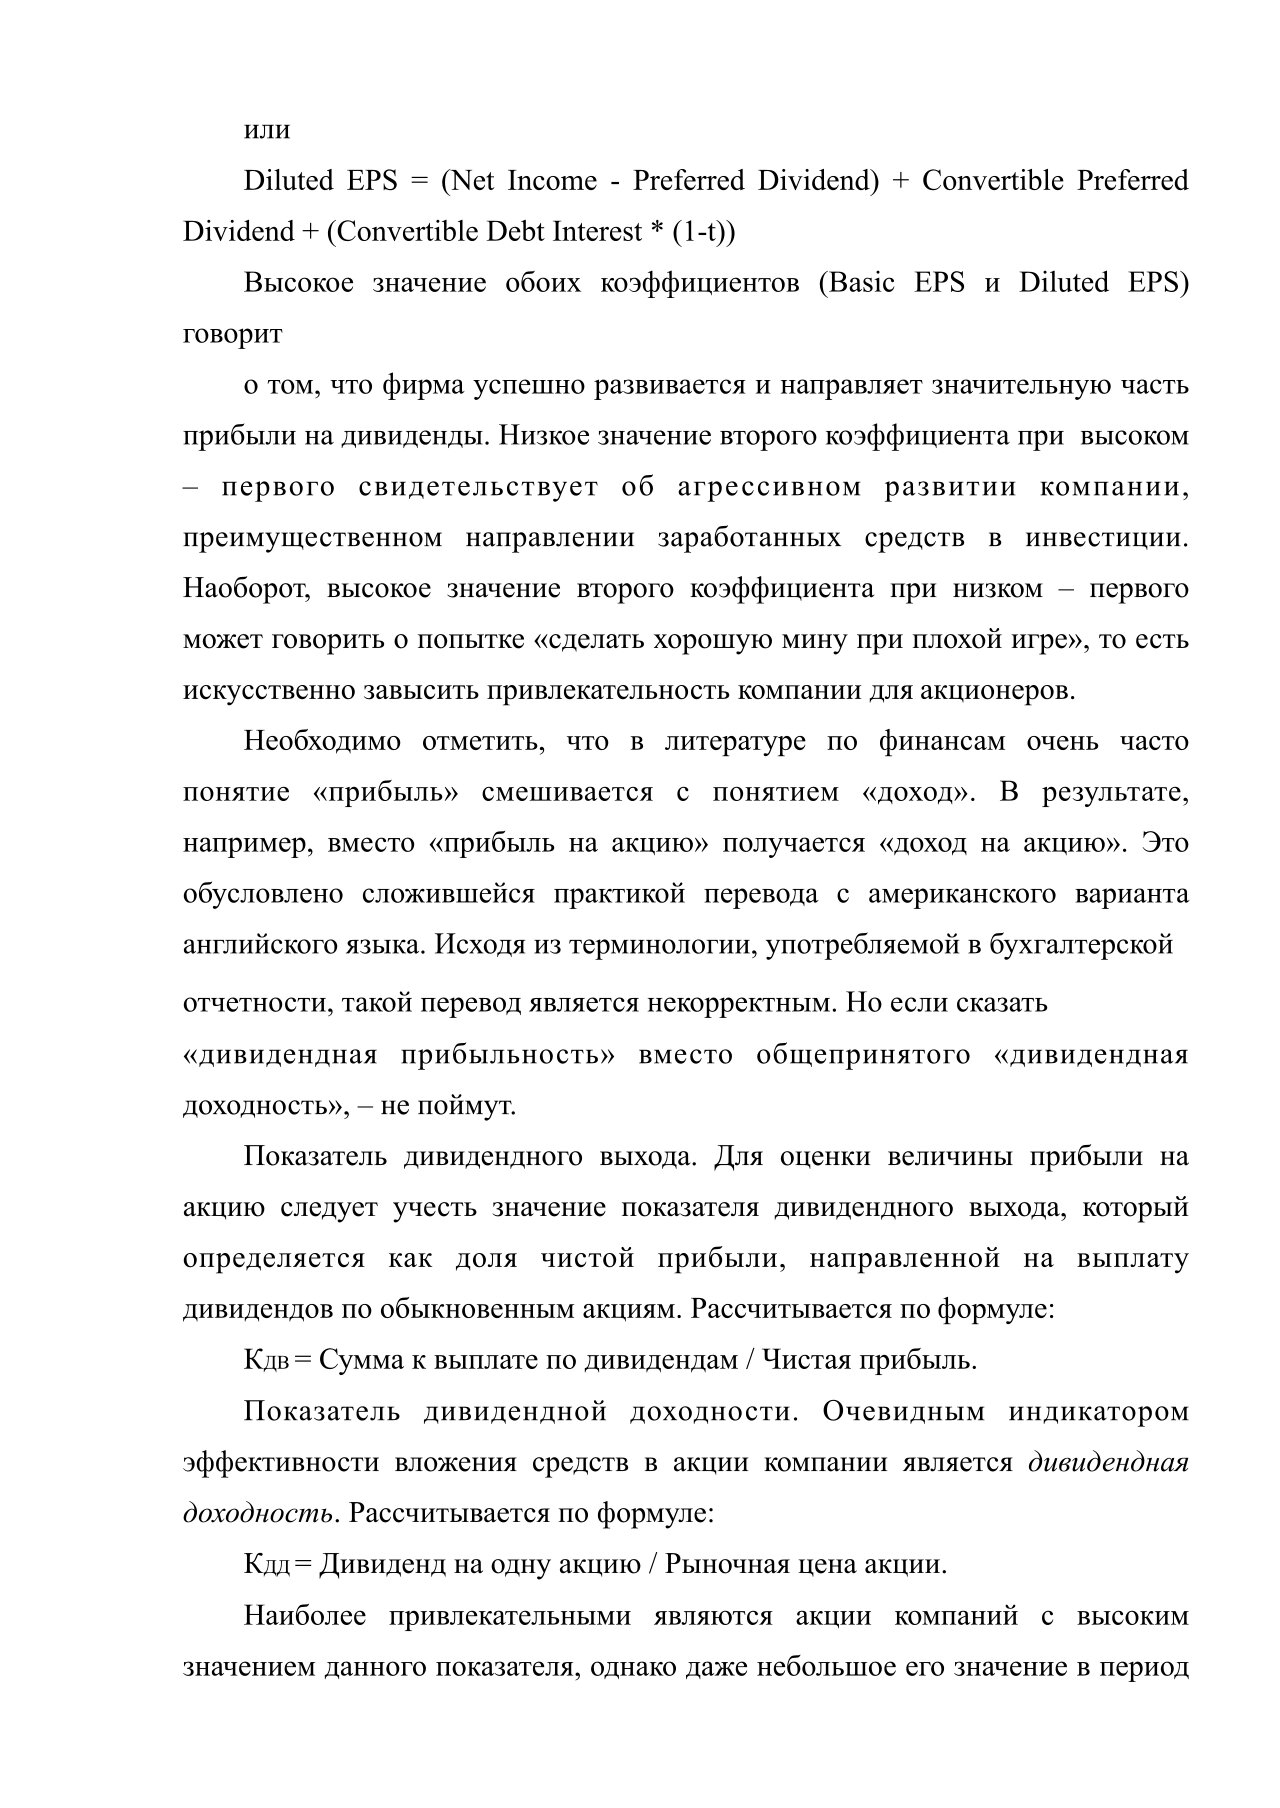 или
Diluted EPS = (Net Income - Preferred Dividend) + Convertible Preferred
Dividend + (Convertible Debt Interest * (1-t))
Высокое значение обоих коэффициентов (Basic EPS и Diluted EPS)
говорит
о том, что фирма успешно развивается и направляет значительную часть
прибыли на дивиденды. Низкое значение второго коэффициента при высоком
– первого свидетельствует об агрессивном развитии компании,
преимущественном направлении заработанных средств в инвестиции.
Наоборот, высокое значение второго коэффициента при низком – первого
может говорить о попытке «сделать хорошую мину при плохой игре», то есть
искусственно завысить привлекательность компании для акционеров.
Необходимо отметить, что в литературе по финансам очень часто
понятие «прибыль» смешивается с понятием «доход». В результате,
например, вместо «прибыль на акцию» получается «доход на акцию». Это
обусловлено сложившейся практикой перевода с американского варианта
английского языка. Исходя из терминологии, употребляемой в бухгалтерской
отчетности, такой перевод является некорректным. Но если сказать
«дивидендная прибыльность» вместо общепринятого «дивидендная
доходность», – не поймут.
Показатель дивидендного выхода. Для оценки величины прибыли на
акцию следует учесть значение показателя дивидендного выхода, который
определяется как доля чистой прибыли, направленной на выплату
дивидендов по обыкновенным акциям. Рассчитывается по формуле:
КДВ = Сумма к выплате по дивидендам / Чистая прибыль.
Показатель дивидендной доходности. Очевидным индикатором
эффективности вложения средств в акции компании является дивидендная
доходность. Рассчитывается по формуле:
КДД = Дивиденд на одну акцию / Рыночная цена акции.
Наиболее привлекательными являются акции компаний с высоким
значением данного показателя, однако даже небольшое его значение в период